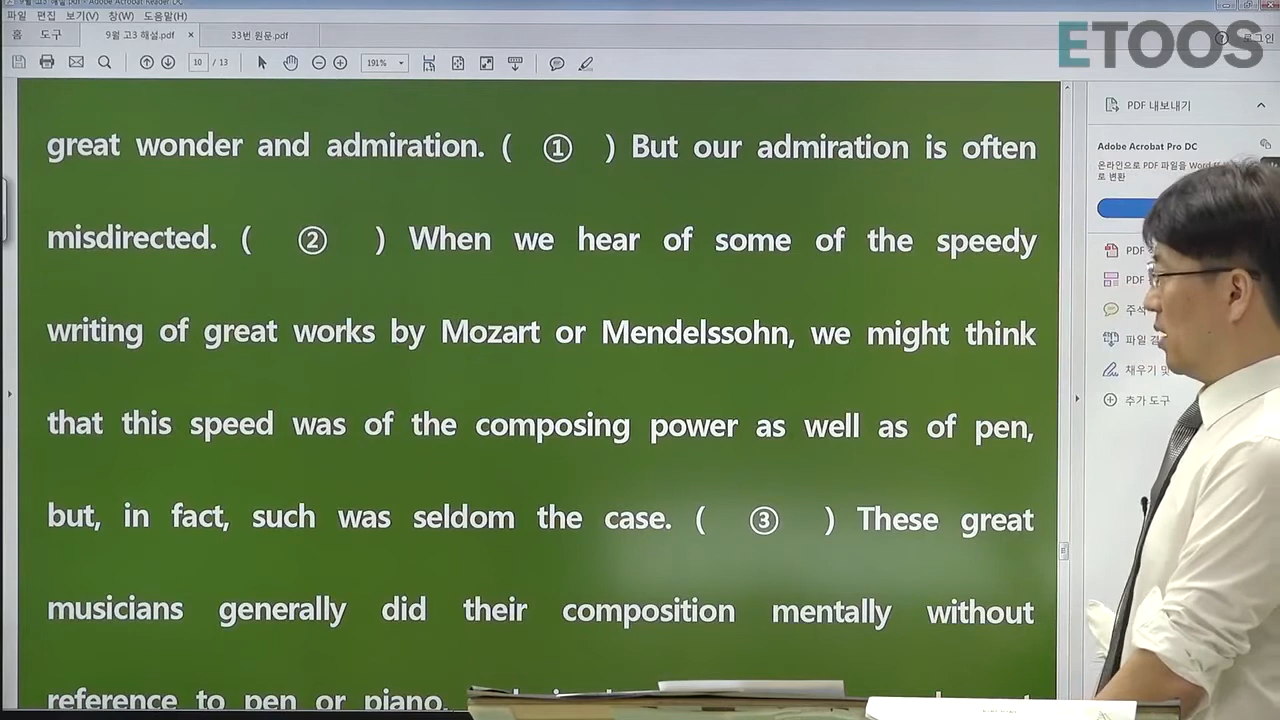 9월 고3 해설.pdf - Adobe Acrobat Reader DC
파일 편집 보기(V) 창(W) 도움말(H)
홈 도구 9월 고3 해설.pdf × 33번 원문.pdf 로그인
ETOOS
10 / 13 191%
great wonder and admiration. ( ① ) But our admiration is often
misdirected. ( ② ) When we hear of some of the speedy
writing of great works by Mozart or Mendelssohn, we might think
that this speed was of the composing power as well as of pen,
but, in fact, such was seldom the case. ( ③ ) These great
musicians generally did their composition mentally without
reference to pen or piano,
PDF 내보내기
Adobe Acrobat Pro DC
온라인으로 PDF 파일을 Word
로 변환
PDF
PDF
주석
파일
채우기 및
추가 도구